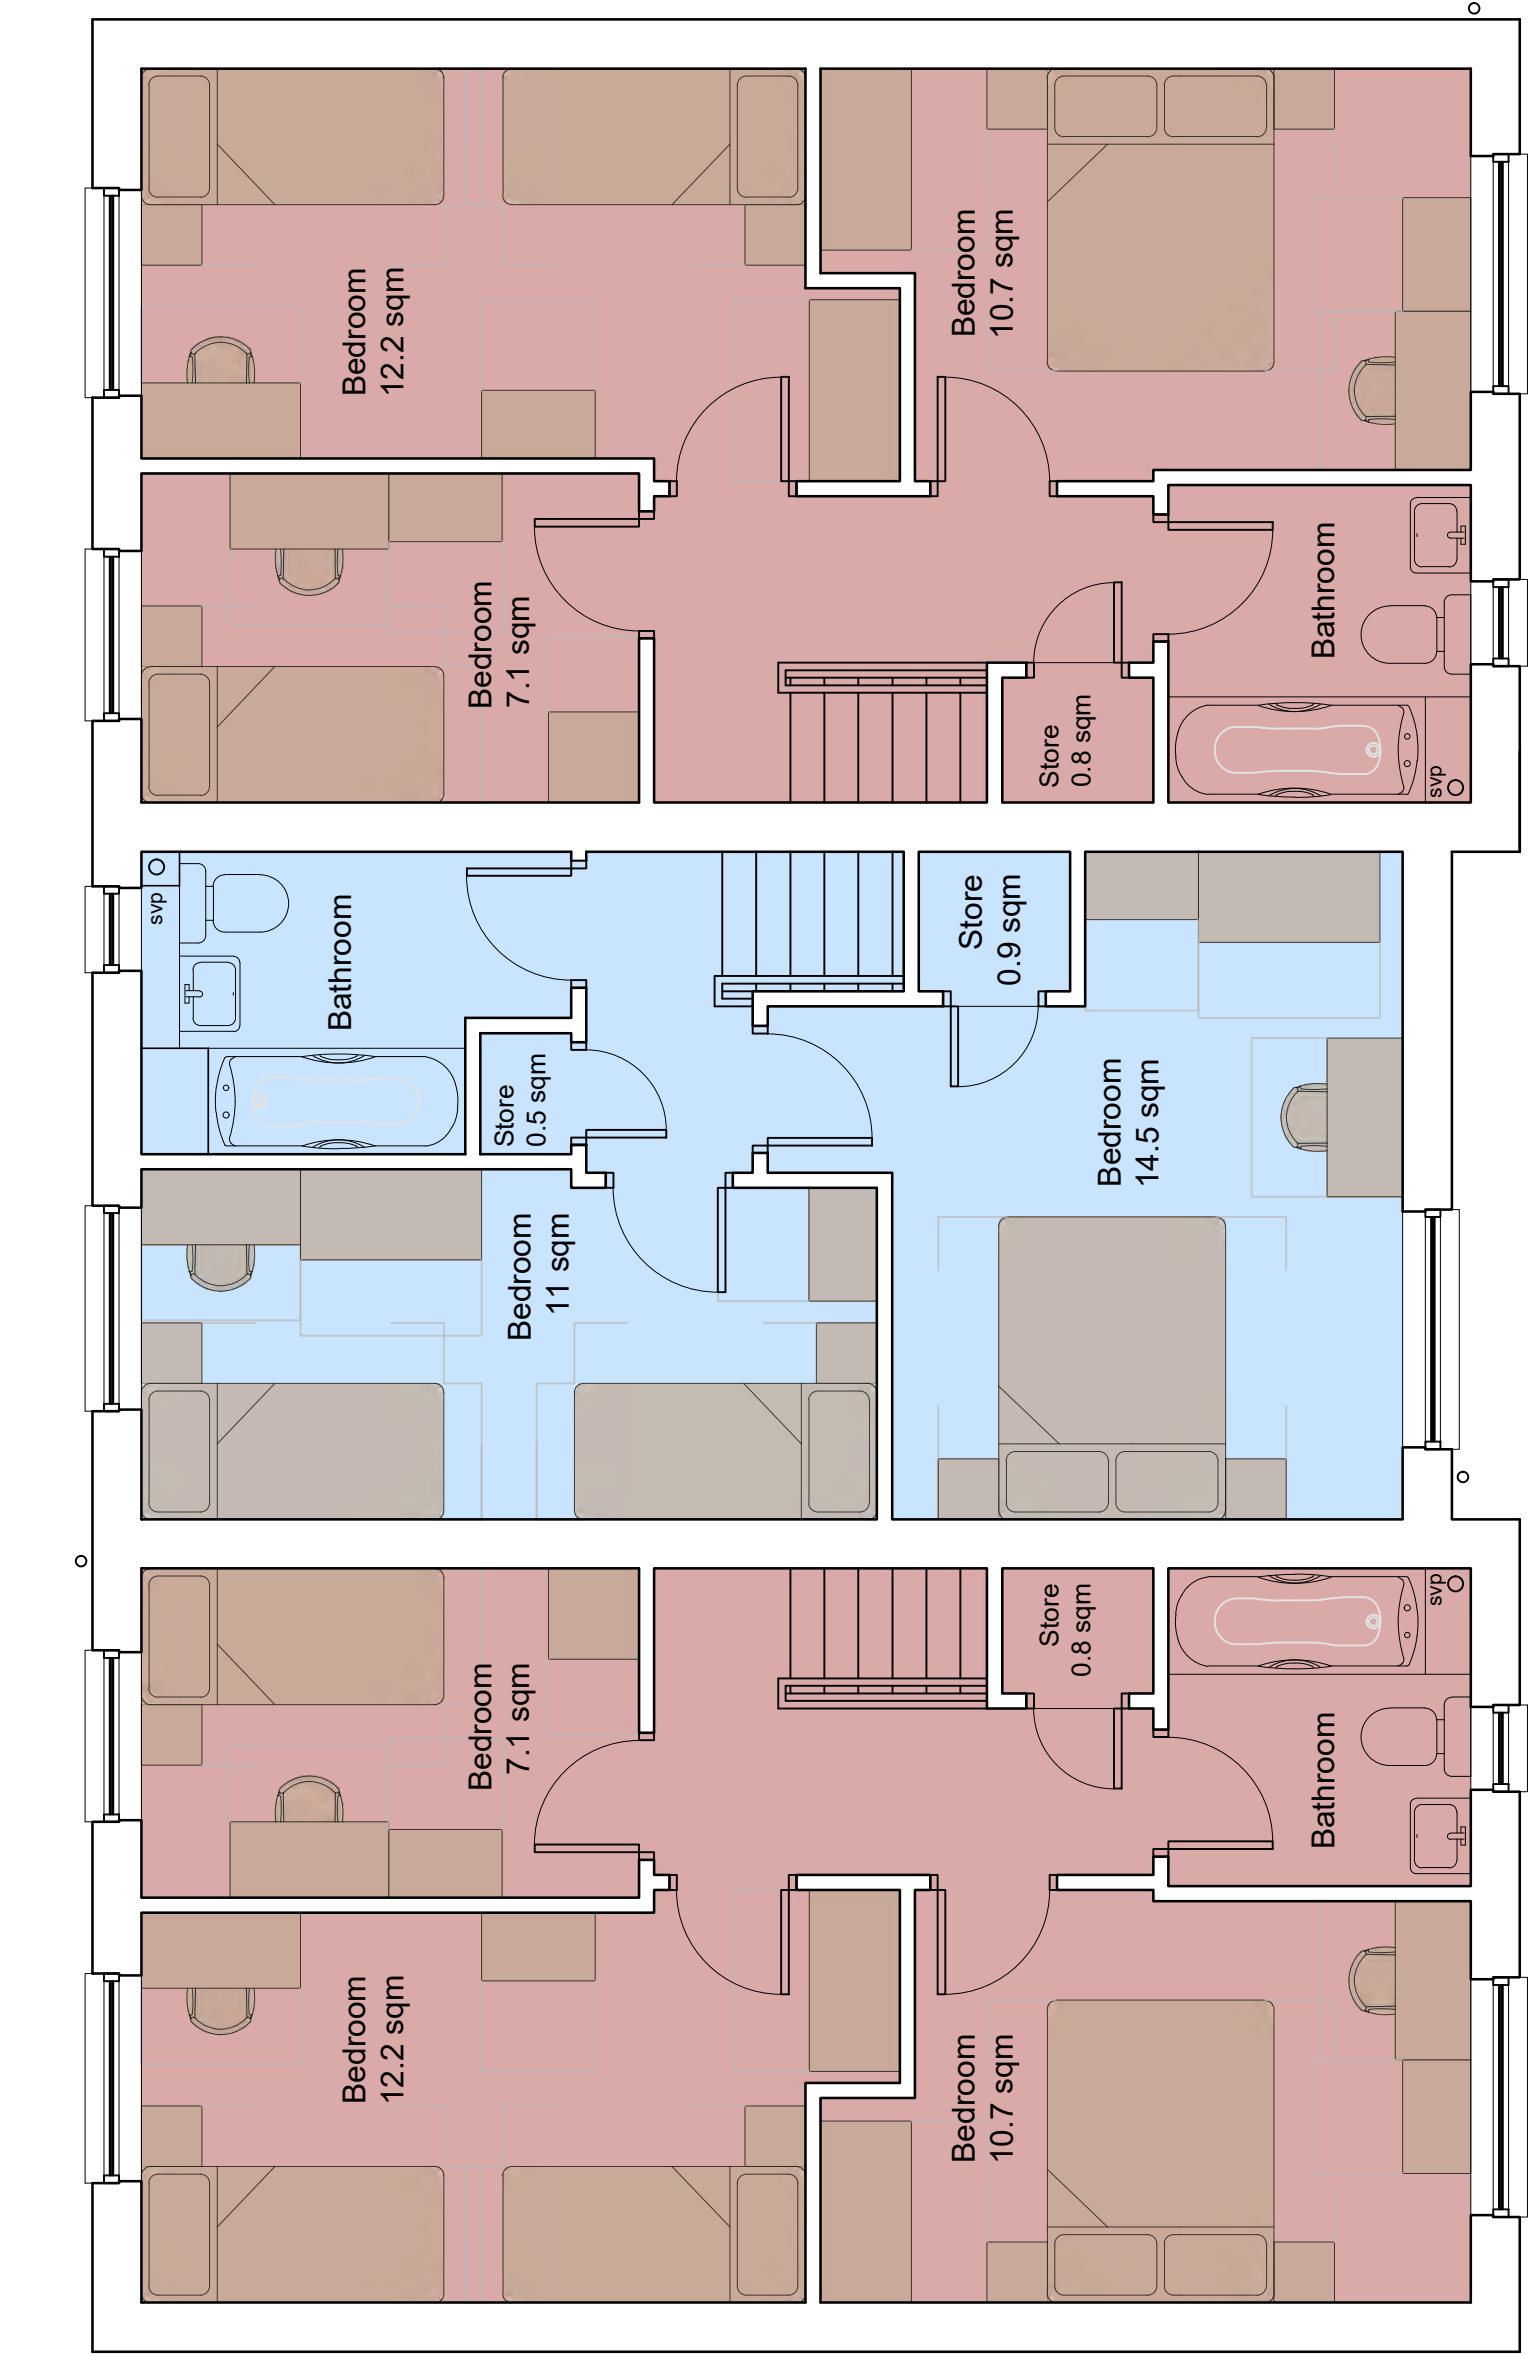 Bedroom
12.2 sqm
Bedroom
10.7 sqm
Bedroom
7.1 sqm
Bathroom
Store
0.8 sqm
svp
svp
Bathroom
Store
0.9 sqm
Store
0.5 sqm
Bedroom
14.5 sqm
Bedroom
11 sqm
Bedroom
7.1 sqm
Store
0.8 sqm
svp
Bathroom
Bedroom
12.2 sqm
Bedroom
10.7 sqm